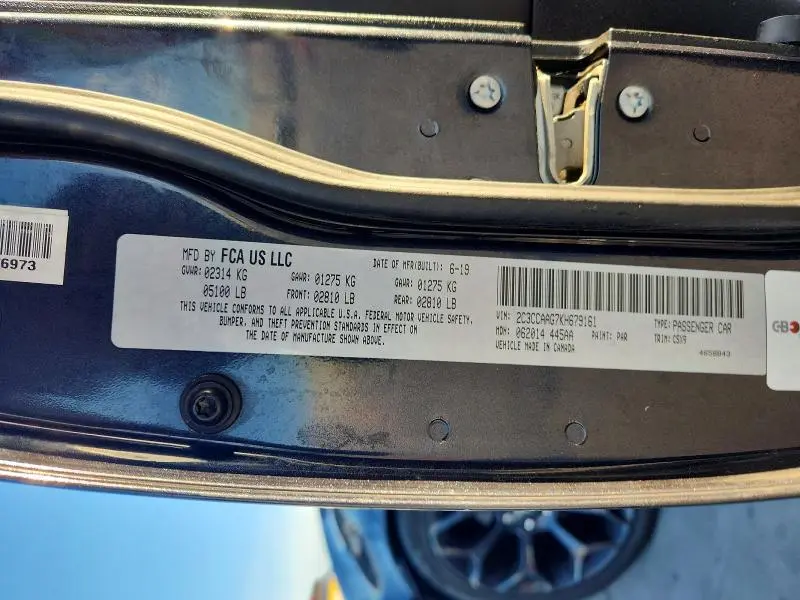 6973
MFD BY FCA US LLC
DATE OF MFR(BUILT): 6-19
GVWR: 02314 KG GAWR: 01275 KG GAWR: 01275 KG
05100 LB FRONT: 02810 LB REAR: 02810 LB
THIS VEHICLE CONFORMS TO ALL APPLICABLE U.S.A. FEDERAL MOTOR VEHICLE SAFETY,
BUMPER, AND THEFT PREVENTION STANDARDS IN EFFECT ON
THE DATE OF MANUFACTURE SHOWN ABOVE.
VIN: 2C3CCAAG7KH679161 TYPE: PASSENGER CAR
MDH: 062014 445AA PAINT: PAR TRIM: CSX9
VEHICLE MADE IN CANADA
4658843
GB